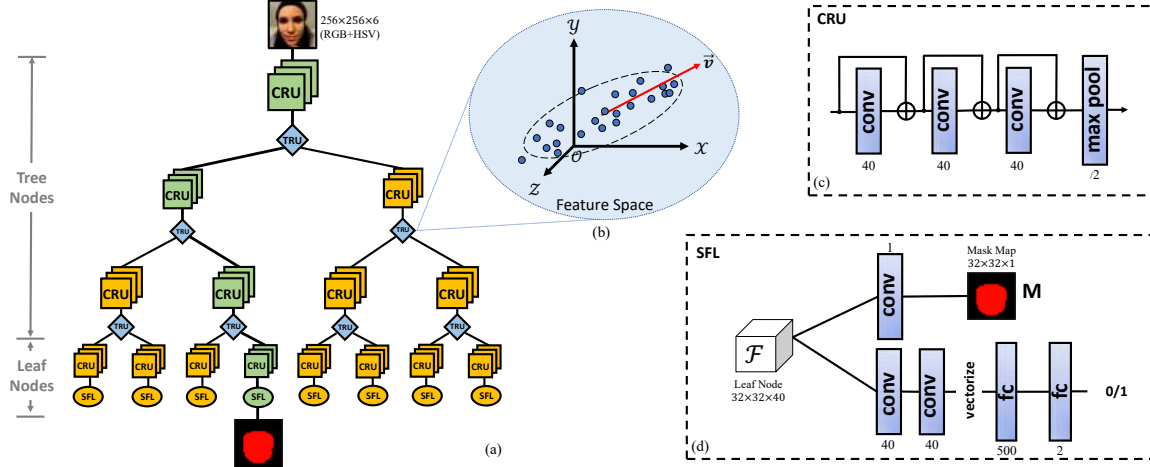 256×256×6
(RGB+HSV)
CRU
TRU
CRU
CRU
TRU
TRU
CRU
CRU
CRU
CRU
TRU
TRU
TRU
TRU
CRU
CRU
CRU
CRU
CRU
CRU
CRU
CRU
SFL
SFL
SFL
SFL
SFL
SFL
SFL
SFL
Tree
Nodes
Leaf
Nodes
(a)
y
v
O
x
z
Feature Space
(b)
CRU
conv
conv
conv
max pool
40
40
40
/2
(c)
SFL
1
conv
Mask Map
32×32×1
M
F
Leaf Node
32×32×40
conv
conv
vectorize
fc
fc
0/1
40
40
500
2
(d)